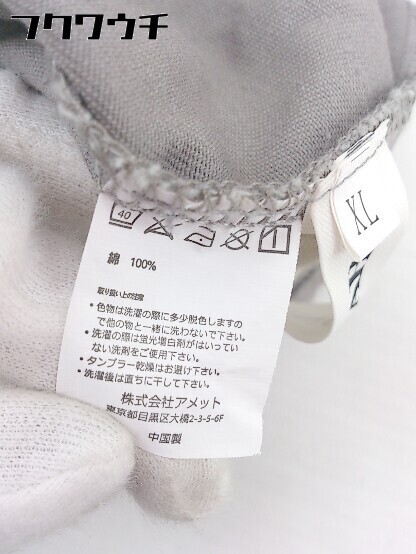 フクワウチ
40
XL
綿 100%
取り扱い上の注意
・色物は洗濯の際に多少脱色しますの
で他の物と一緒に洗わないで下さい。
・洗濯の際は蛍光増白剤がはいってい
ない洗剤をご使用下さい。
・タンブラー乾燥はお避け下さい。
・洗濯後は直ちに干して下さい。
株式会社アメット
東京都目黒区大橋2-3-5-6F
中国製